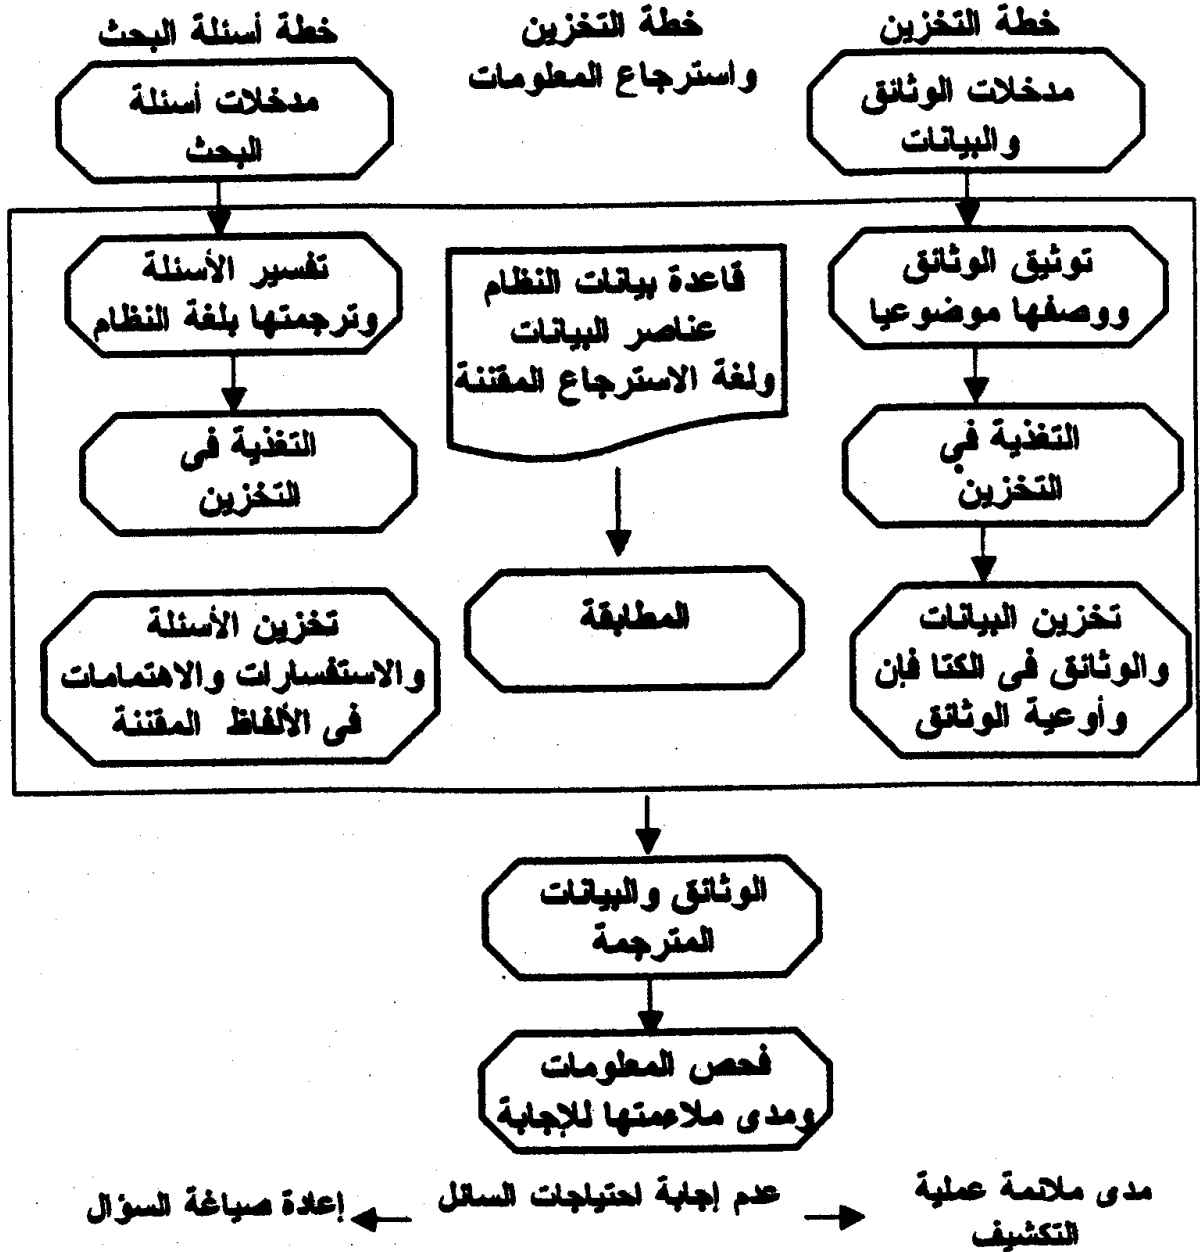 خطة التخزين
مدخلات الوثائق
والبيانات
توثيق الوثائق
ووصفها موضوعيا
التغذية في
التخزين
تخزين البيانات
والوثائق فى الكتا فإن
وأوعية الوثائق
خطة التخزين
واسترجاع المعلومات
قاعدة بيانات النظام
عناصر البيانات
ولغة الاسترجاع المقننة
المطابقة
خطة أسئلة البحث
مدخلات أسئلة
البحث
تفسير الأسئلة
وترجمتها بلغة النظام
التغذية فى
التخزين
تخزين الأسئلة
والاستفسارات والاهتمامات
فى الألفاظ المقننة
الوثائق والبيانات
المترجمة
فحص المعلومات
ومدى ملاءمتها للإجابة
مدى ملائمة عملية
التكشيف
عدم إجابة احتياجات السائل
إعادة صياغة السؤال